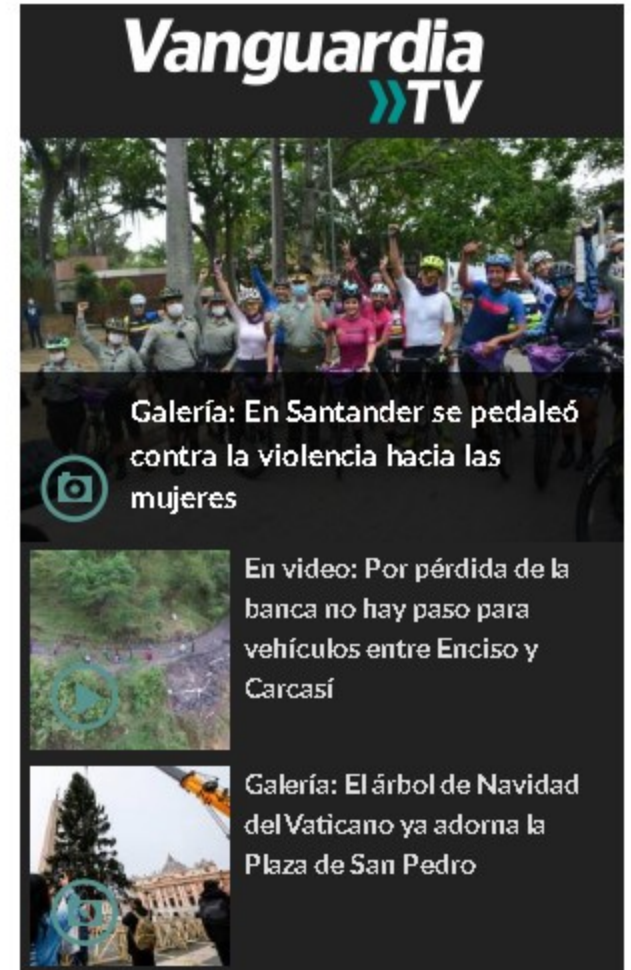 Vanguardia
TV
Galería: En Santander se pedaleó
contra la violencia hacia las
mujeres
En video: Por pérdida de la
banca no hay paso para
vehículos entre Enciso y
Carcasí
Galería: El árbol de Navidad
del Vaticano ya adorna la
Plaza de San Pedro